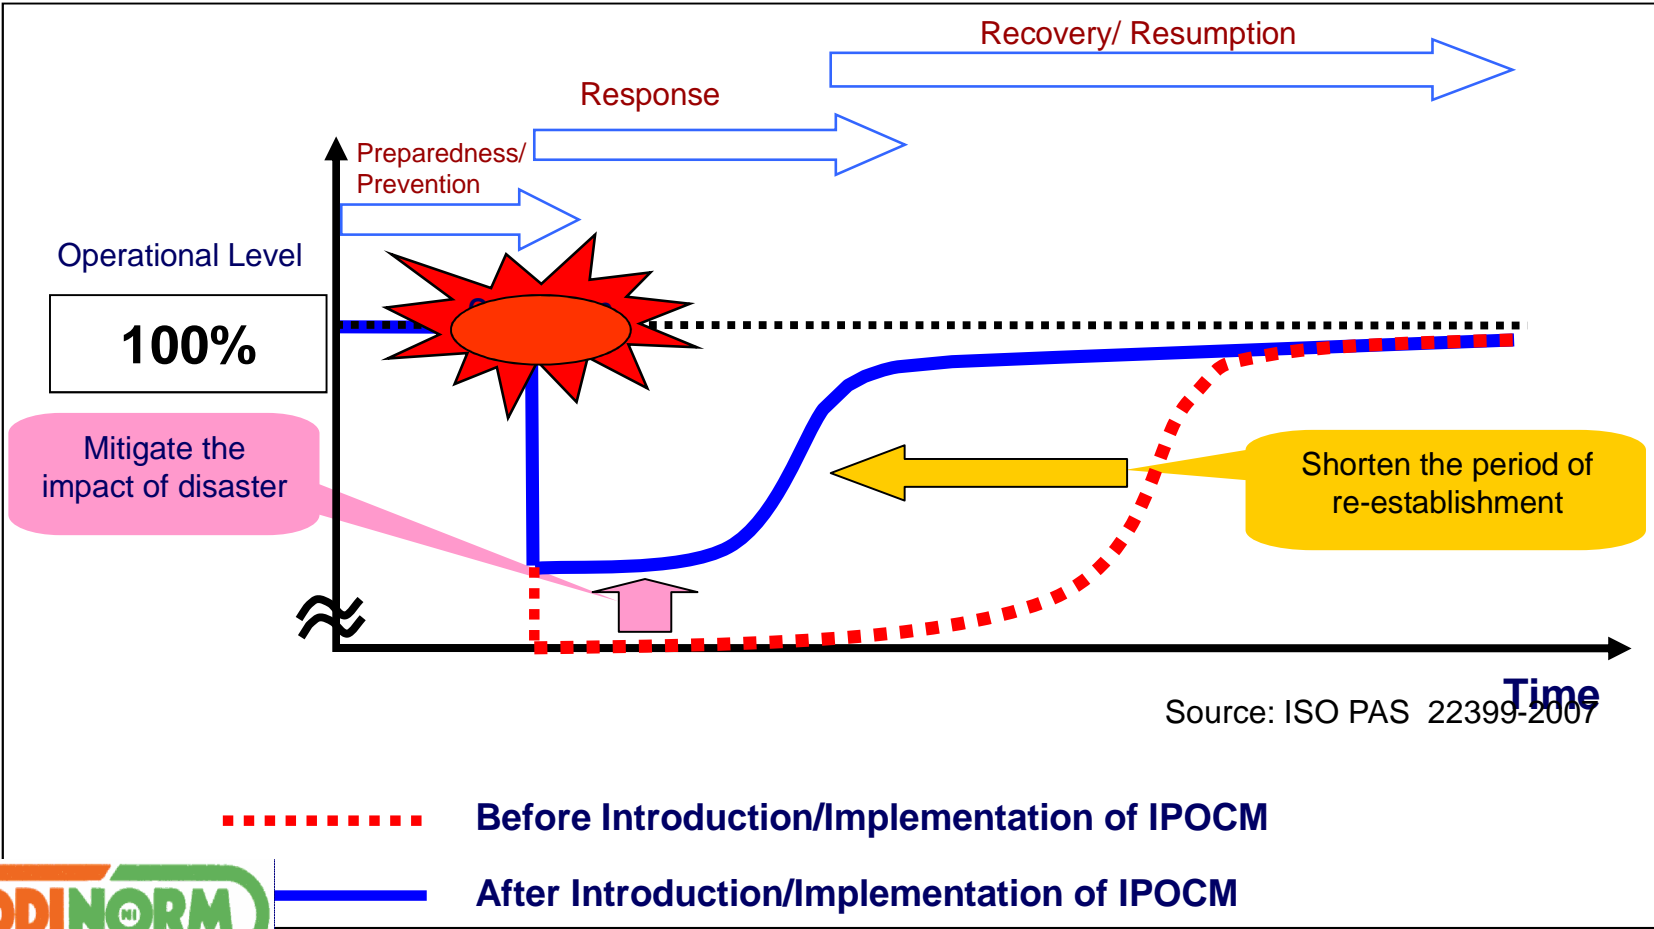 Recovery/ Resumption
Response
Preparedness/
Prevention
Operational Level
100%
Mitigate the
impact of disaster
Shorten the period of
re-establishment
Time
Source: ISO PAS  22399-2007
Before Introduction/Implementation of IPOCM
After Introduction/Implementation of IPOCM
NI